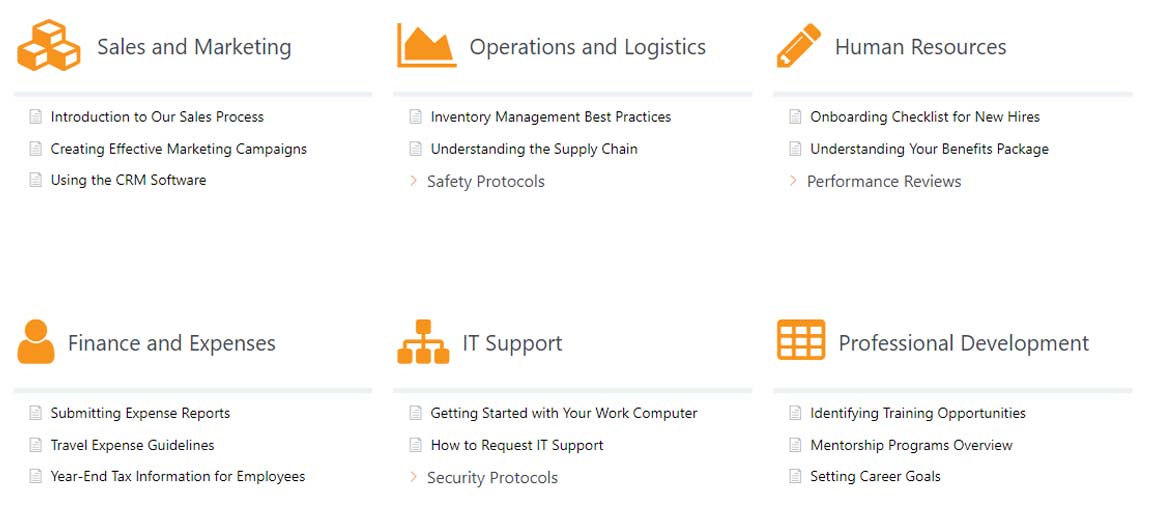 Sales and Marketing
Introduction to Our Sales Process
Creating Effective Marketing Campaigns
Using the CRM Software
Operations and Logistics
Inventory Management Best Practices
Understanding the Supply Chain
Safety Protocols
Human Resources
Onboarding Checklist for New Hires
Understanding Your Benefits Package
Performance Reviews
Finance and Expenses
Submitting Expense Reports
Travel Expense Guidelines
Year-End Tax Information for Employees
IT Support
Getting Started with Your Work Computer
How to Request IT Support
Security Protocols
Professional Development
Identifying Training Opportunities
Mentorship Programs Overview
Setting Career Goals